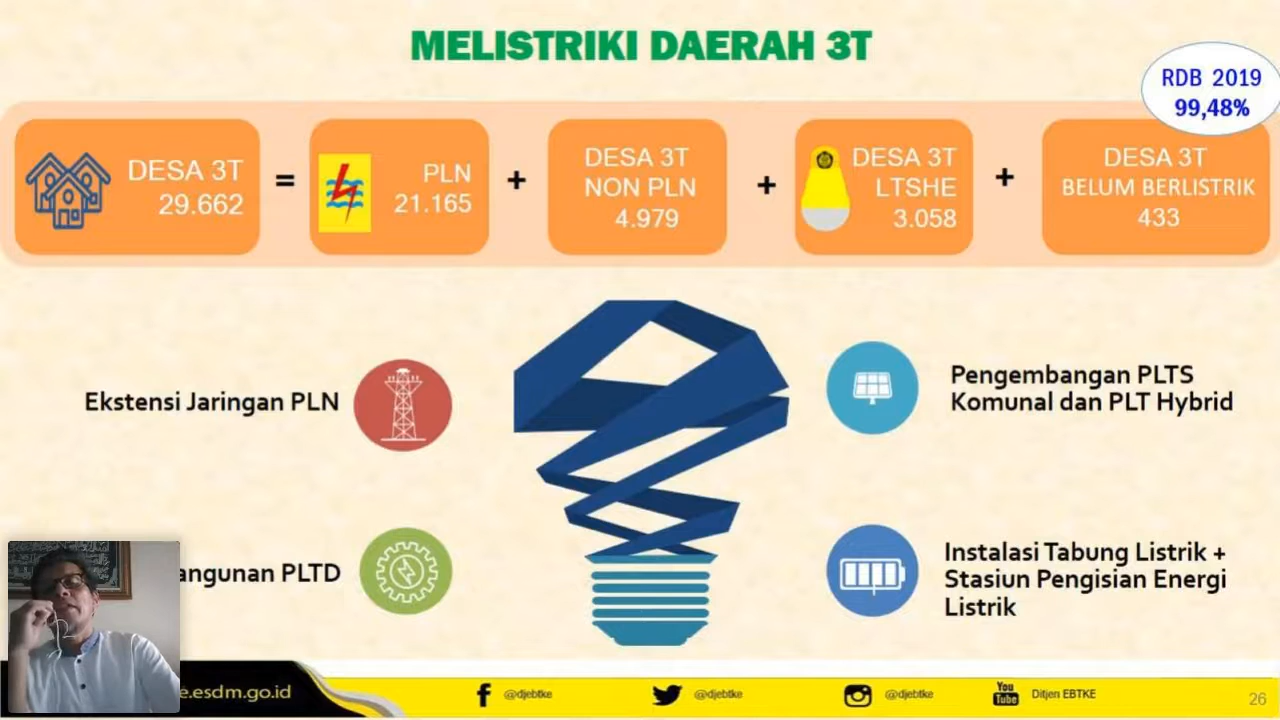 MELISTRIKI DAERAH 3T
RDB 2019
99,48%
DESA 3T
29.662
=
PLN
21.165
+
DESA 3T
NON PLN
4.979
+
DESA 3T
LTSHE
3.058
+
DESA 3T
BELUM BERLISTRIK
433
Ekstensi Jaringan PLN
Pengembangan PLTS
Komunal dan PLT Hybrid
angunan PLTD
Instalasi Tabung Listrik +
Stasiun Pengisian Energi
Listrik
e.esdm.go.id
@djebtke
@djebtke
@djebtke
You
Tube
Ditjen EBTKE
26